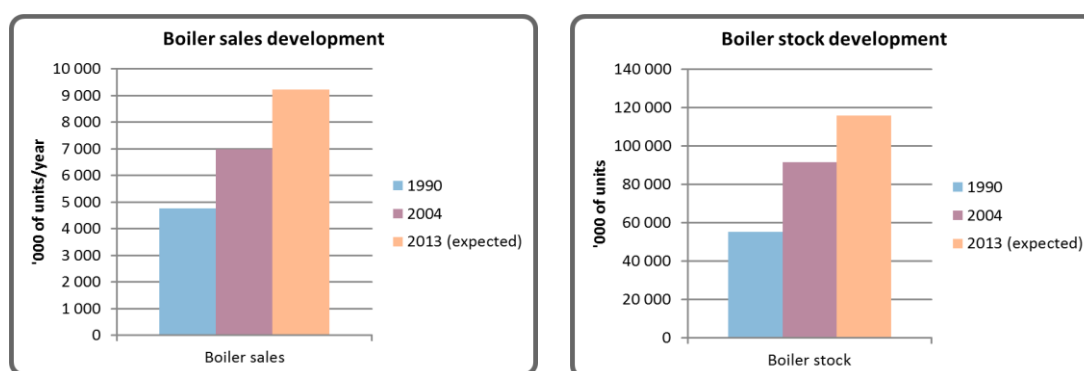 Boiler sales development
10 000
9 000
8 000
7 000
6 000
5 000
4 000
3 000
2 000
1 000
0
'000 of units/year
Boiler sales
1990
2004
2013 (expected)
Boiler stock development
140 000
120 000
100 000
80 000
60 000
40 000
20 000
0
'000 of units
Boiler stock
1990
2004
2013 (expected)